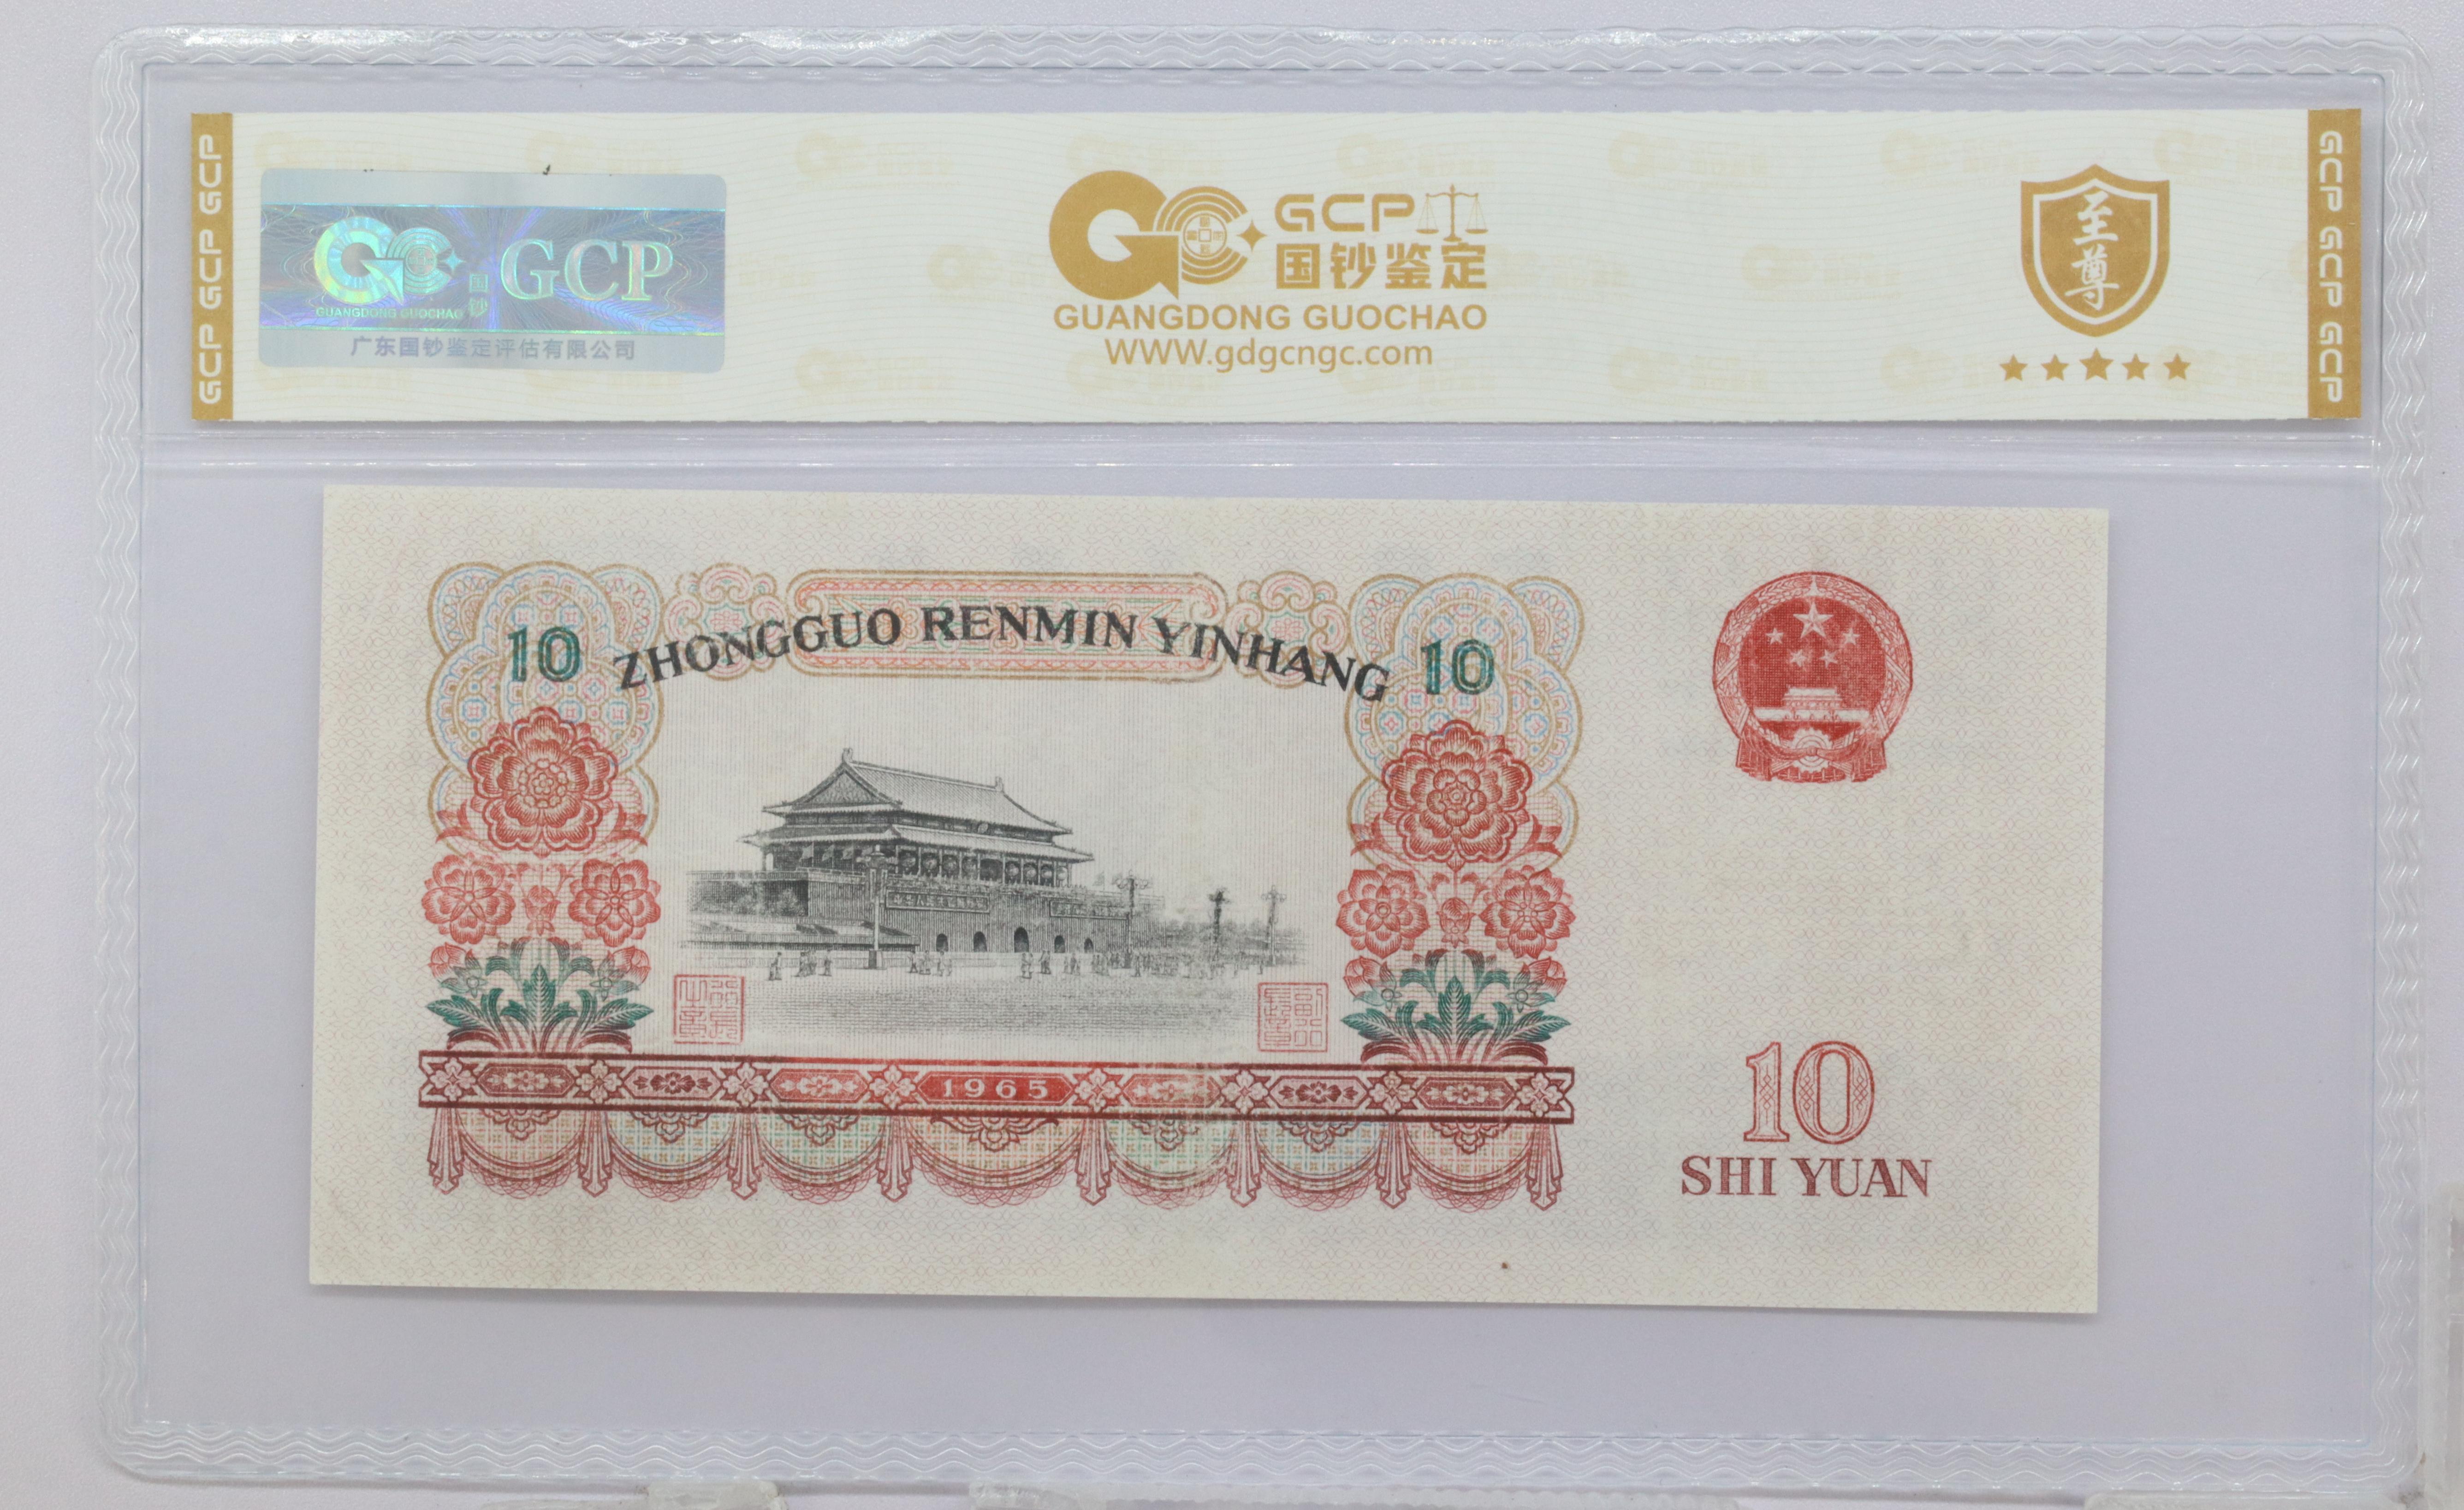 GCP GCP GCP
GCP
国
钞
GUANGDONG GUOCHAO
广东国钞鉴定评估有限公司
GCP
国钞鉴定
GUANGDONG GUOCHAO
WWW.gdgcngc.com
至
尊
GCP GCP GCP
10 ZHONGGUO RENMIN YINHANG 10
1965
10
SHI YUAN